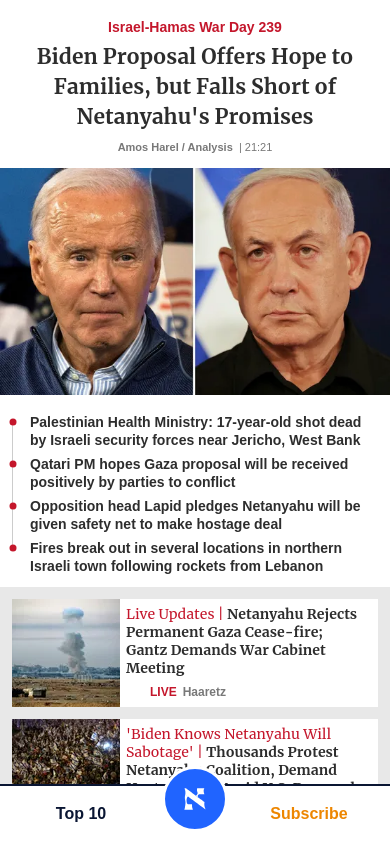 Israel-Hamas War Day 239
Biden Proposal Offers Hope to
Families, but Falls Short of
Netanyahu's Promises
Amos Harel / Analysis | 21:21
Palestinian Health Ministry: 17-year-old shot dead
by Israeli security forces near Jericho, West Bank
Qatari PM hopes Gaza proposal will be received
positively by parties to conflict
Opposition head Lapid pledges Netanyahu will be
given safety net to make hostage deal
Fires break out in several locations in northern
Israeli town following rockets from Lebanon
Live Updates | Netanyahu Rejects
Permanent Gaza Cease-fire;
Gantz Demands War Cabinet
Meeting
LIVE Haaretz
'Biden Knows Netanyahu Will
Sabotage' | Thousands Protest
Coalition, Demand
Top 10
Subscribe